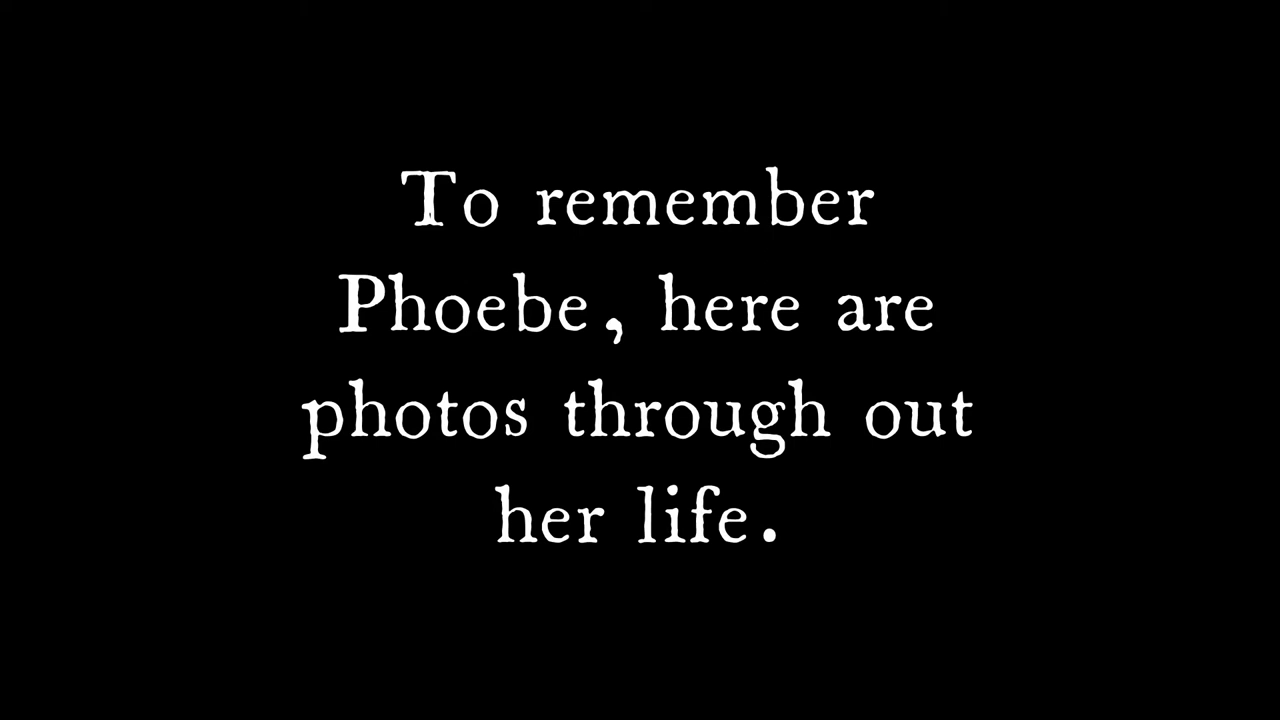 To remember
Phoebe, here are
photos through out
her life.